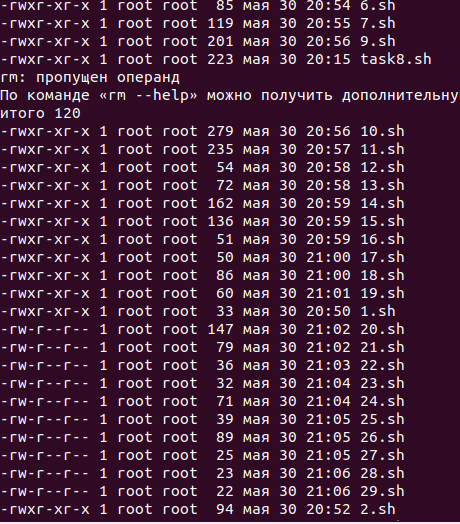 -rwxr-xr-x 1 root root  85 мая 30 20:54 6.sh
-rwxr-xr-x 1 root root 119 мая 30 20:55 7.sh
-rwxr-xr-x 1 root root 201 мая 30 20:56 9.sh
-rwxr-xr-x 1 root root 223 мая 30 20:15 task8.sh
rm: пропущен операнд
По команде «rm --help» можно получить дополнительну
итого 120
-rwxr-xr-x 1 root root 279 мая 30 20:56 10.sh
-rwxr-xr-x 1 root root 235 мая 30 20:57 11.sh
-rwxr-xr-x 1 root root  54 мая 30 20:58 12.sh
-rwxr-xr-x 1 root root  72 мая 30 20:58 13.sh
-rwxr-xr-x 1 root root 162 мая 30 20:59 14.sh
-rwxr-xr-x 1 root root 136 мая 30 20:59 15.sh
-rwxr-xr-x 1 root root  51 мая 30 20:59 16.sh
-rwxr-xr-x 1 root root  50 мая 30 21:00 17.sh
-rwxr-xr-x 1 root root  86 мая 30 21:00 18.sh
-rwxr-xr-x 1 root root  60 мая 30 21:01 19.sh
-rwxr-xr-x 1 root root  33 мая 30 20:50 1.sh
-rw-r--r-- 1 root root 147 мая 30 21:02 20.sh
-rw-r--r-- 1 root root  79 мая 30 21:02 21.sh
-rw-r--r-- 1 root root  36 мая 30 21:03 22.sh
-rw-r--r-- 1 root root  32 мая 30 21:04 23.sh
-rw-r--r-- 1 root root  71 мая 30 21:04 24.sh
-rw-r--r-- 1 root root  39 мая 30 21:05 25.sh
-rw-r--r-- 1 root root  89 мая 30 21:05 26.sh
-rw-r--r-- 1 root root  25 мая 30 21:05 27.sh
-rw-r--r-- 1 root root  23 мая 30 21:06 28.sh
-rw-r--r-- 1 root root  22 мая 30 21:06 29.sh
-rwxr-xr-x 1 root root  94 мая 30 20:52 2.sh